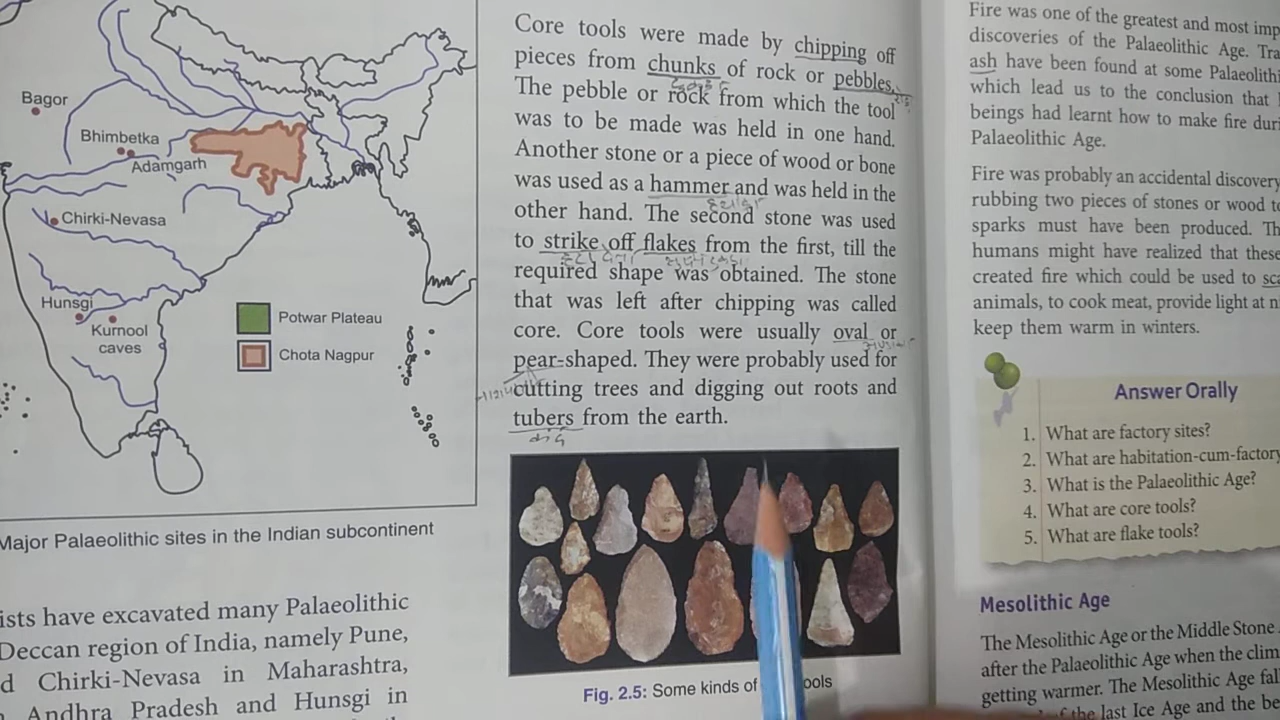 Bagor
Bhimbetka
Adamgarh
Chirki-Nevasa
Hunsgi
Kurnool
caves
Potwar Plateau
Chota Nagpur
Major Palaeolithic sites in the Indian subcontinent
ists have excavated many Palaeolithic
Deccan region of India, namely Pune,
d Chirki-Nevasa in Maharashtra,
Andhra Pradesh and Hunsgi in
Core tools were made by chipping off
pieces from chunks of rock or pebbles.
The pebble or rock from which the tool
was to be made was held in one hand.
Another stone or a piece of wood or bone
was used as a hammer and was held in the
other hand. The second stone was used
to strike off flakes from the first, till the
required shape was obtained. The stone
that was left after chipping was called
core. Core tools were usually oval or
pear-shaped. They were probably used for
cutting trees and digging out roots and
tubers from the earth.
Fig. 2.5: Some kinds of ools
Fire was one of the greatest and most imp
discoveries of the Palaeolithic Age. Tra
ash have been found at some Palaeolithi
which lead us to the conclusion that
beings had learnt how to make fire duri
Palaeolithic Age.
Fire was probably an accidental discovery
rubbing two pieces of stones or wood to
sparks must have been produced. Th
humans might have realized that these
created fire which could be used to sca
animals, to cook meat, provide light at n
keep them warm in winters.
Answer Orally
1. What are factory sites?
2. What are habitation-cum-factory
3. What is the Palaeolithic Age?
4. What are core tools?
5. What are flake tools?
Mesolithic Age
The Mesolithic Age or the Middle Stone
after the Palaeolithic Age when the clim
getting warmer. The Mesolithic Age fal
of the last Ice Age and the be